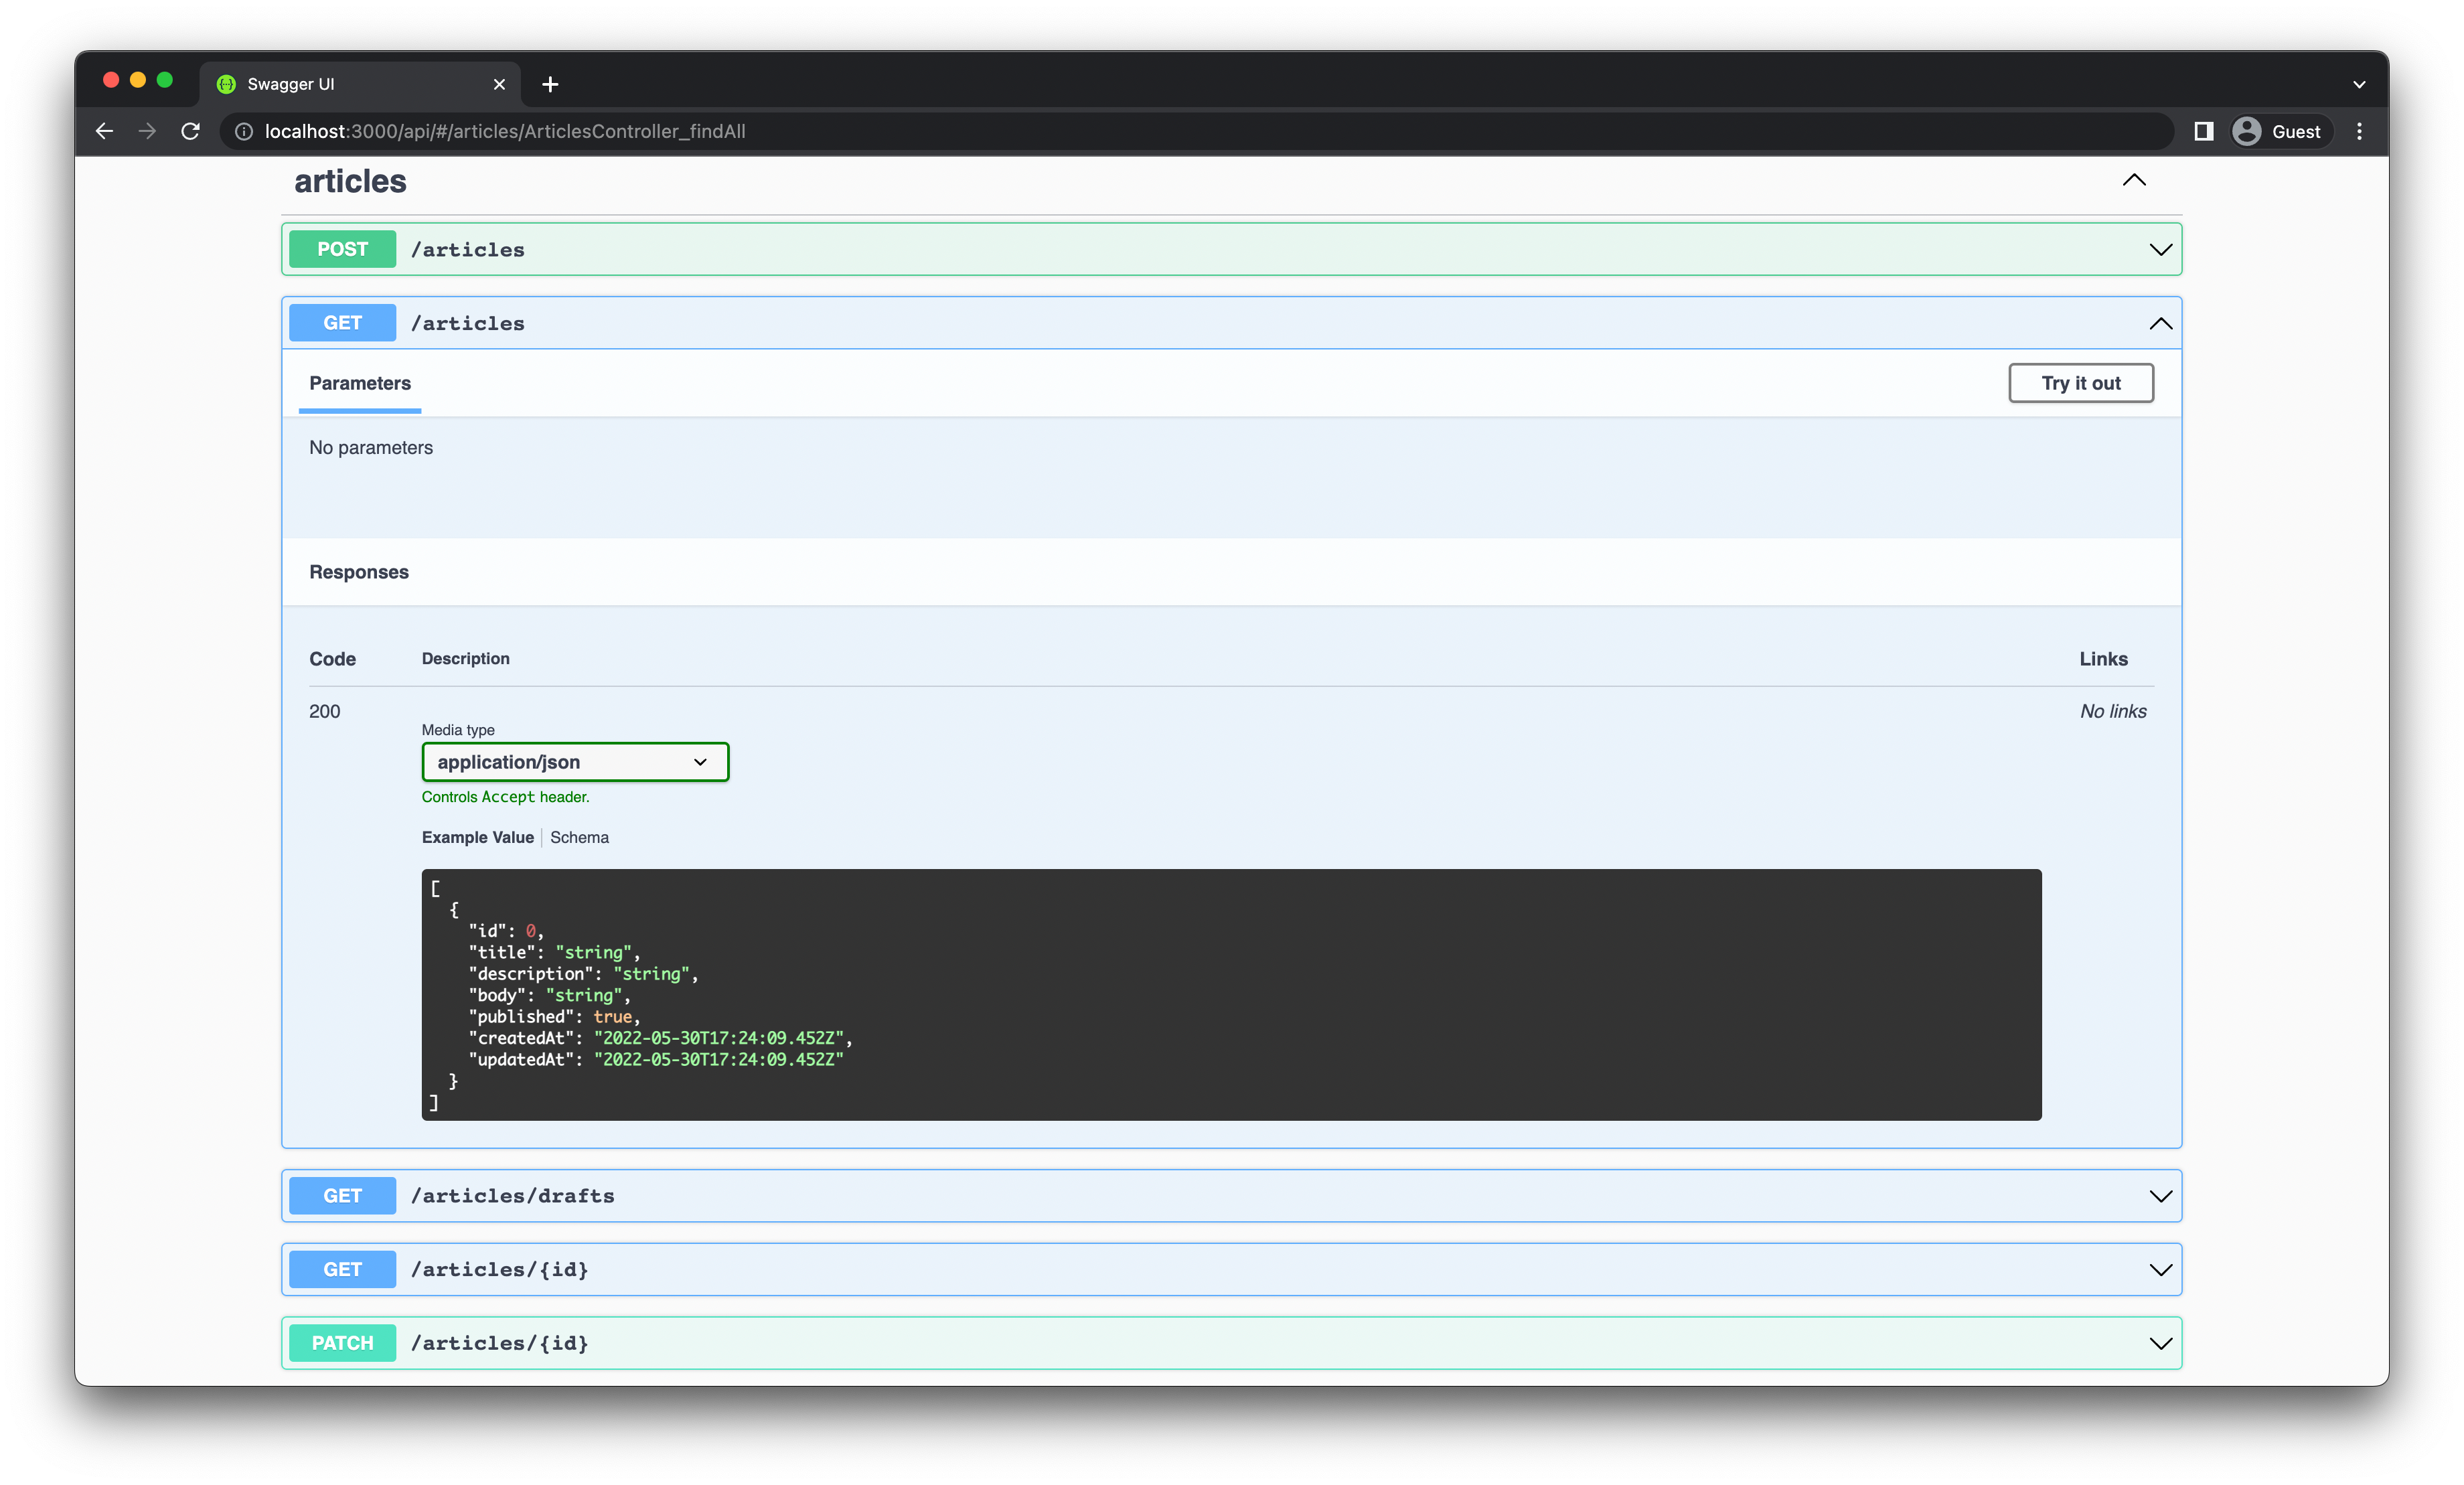 Swagger UI
localhost:3000/api/#/articles/ArticlesController_findAll
Guest
articles
POST /articles
GET /articles
Parameters
Try it out
No parameters
Responses
Code Description Links
200 No links
Media type
application/json
Controls Accept header.
Example Value Schema
[
  {
    "id": 0,
    "title": "string",
    "description": "string",
    "body": "string",
    "published": true,
    "createdAt": "2022-05-30T17:24:09.452Z",
    "updatedAt": "2022-05-30T17:24:09.452Z"
  }
]
GET /articles/drafts
GET /articles/{id}
PATCH /articles/{id}